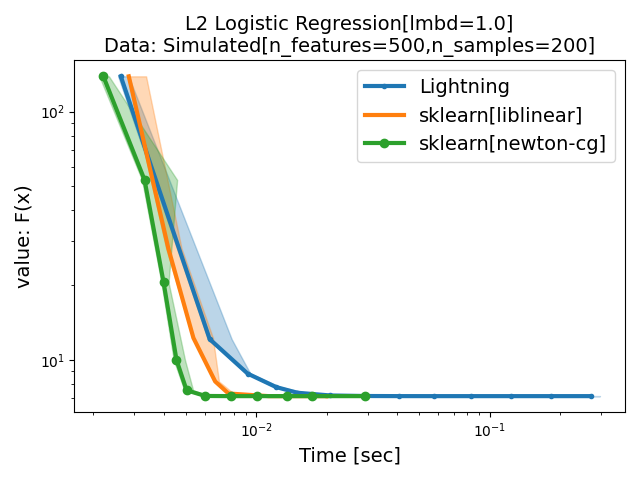 L2 Logistic Regression[lmbd=1.0]
Data: Simulated[n_features=500,n_samples=200]
Lightning
sklearn[liblinear]
sklearn[newton-cg]
value: F(x)
10²
10¹
10⁻²
10⁻¹
Time [sec]